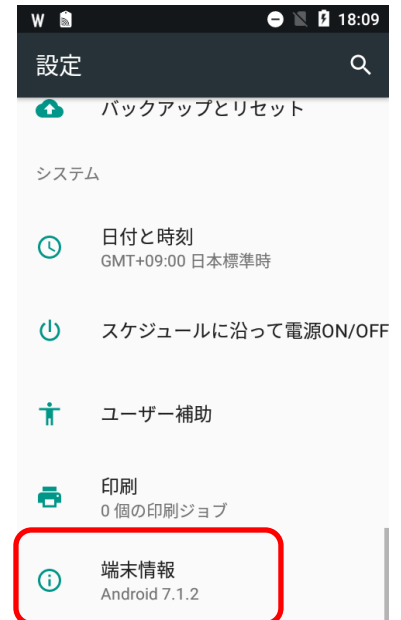 W 18:09
設定
バックアップとリセット
システム
日付と時刻
GMT+09:00 日本標準時
スケジュールに沿って電源ON/OFF
ユーザー補助
印刷
0 個の印刷ジョブ
端末情報
Android 7.1.2